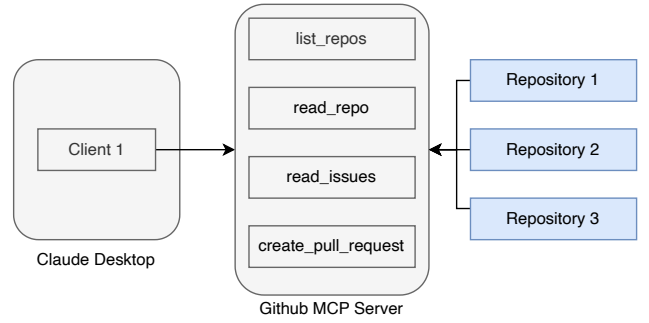 Client 1
Claude Desktop
list_repos
read_repo
read_issues
create_pull_request
Github MCP Server
Repository 1
Repository 2
Repository 3